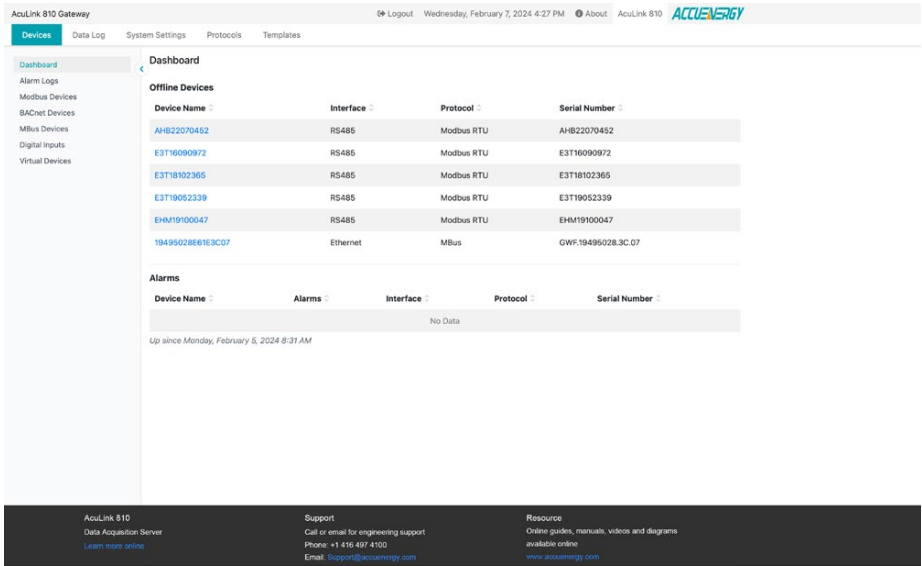 AcuLink 810 Gateway
Logout Wednesday, February 7, 2024 4:27 PM About AcuLink 810 ACCUENERGY
Devices Data Log System Settings Protocols Templates
Dashboard
Alarm Logs
Modbus Devices
BACnet Devices
MBus Devices
Digital Inputs
Virtual Devices
Dashboard
Offline Devices
Device Name Interface Protocol Serial Number
AHB22070452 RS485 Modbus RTU AHB22070452
E3T16090972 RS485 Modbus RTU E3T16090972
E3T18102365 RS485 Modbus RTU E3T18102365
E3T19052339 RS485 Modbus RTU E3T19052339
EHM19100047 RS485 Modbus RTU EHM19100047
19495028E61E3C07 Ethernet MBus GWF.19495028.3C.07
Alarms
Device Name Alarms Interface Protocol Serial Number
No Data
Up since Monday, February 5, 2024 8:31 AM
AcuLink 810
Data Acquisition Server
Learn more online
Support
Call or email for engineering support
Phone: +1 416 497 4100
Email: Support@accuenergy.com
Resource
Online guides, manuals, videos and diagrams
available online
www.accuenergy.com